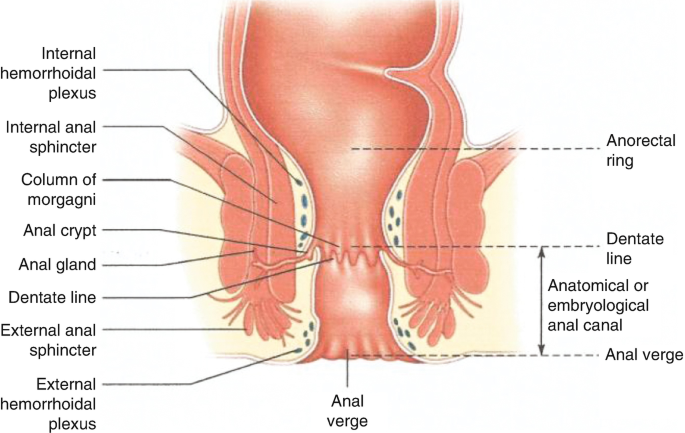 Internal
hemorrhoidal
plexus
Internal anal
sphincter
Column of
morgagni
Anal crypt
Anal gland
Dentate line
External anal
sphincter
External
hemorrhoidal
plexus
Anal
verge
Anorectal
ring
Dentate
line
Anatomical or
embryological
anal canal
Anal verge